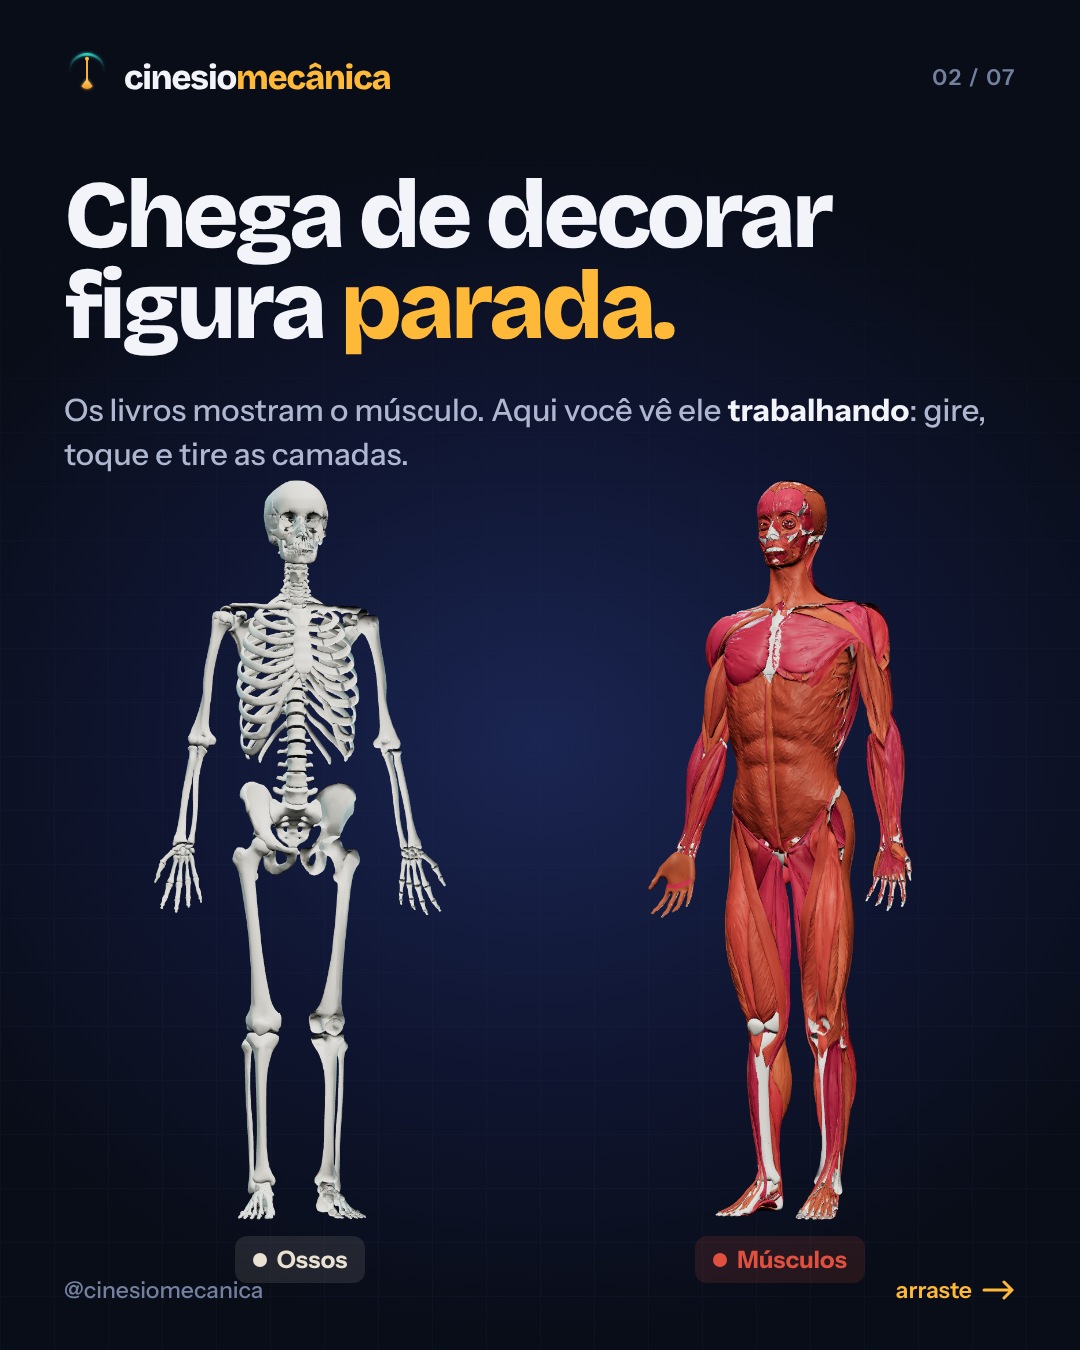 cinesiomecânica
02 / 07
Chega de decorar
figura parada.
Os livros mostram o músculo. Aqui você vê ele trabalhando: gire,
toque e tire as camadas.
Ossos
Músculos
@cinesiomecanica
arraste →